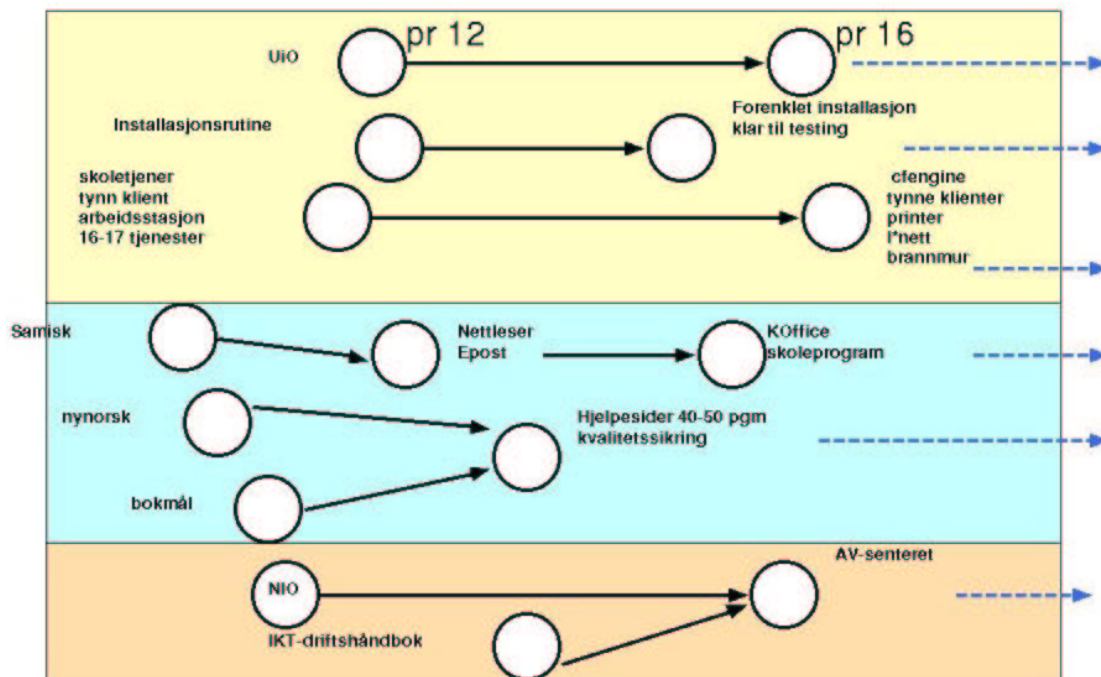 pr 12
pr 16
UiO
Forenklet installasjon
klar til testing
Installasjonsrutine
skoletjener
tynn klient
arbeidsstasjon
16-17 tjenester
cfengine
tynne klienter
printer
I*nett
brannmur
Samisk
Nettleser
Epost
KOffice
skoleprogram
nynorsk
Hjelpesider 40-50 pgm
kvalitetssikring
bokmål
AV-senteret
NIO
IKT-driftshåndbok